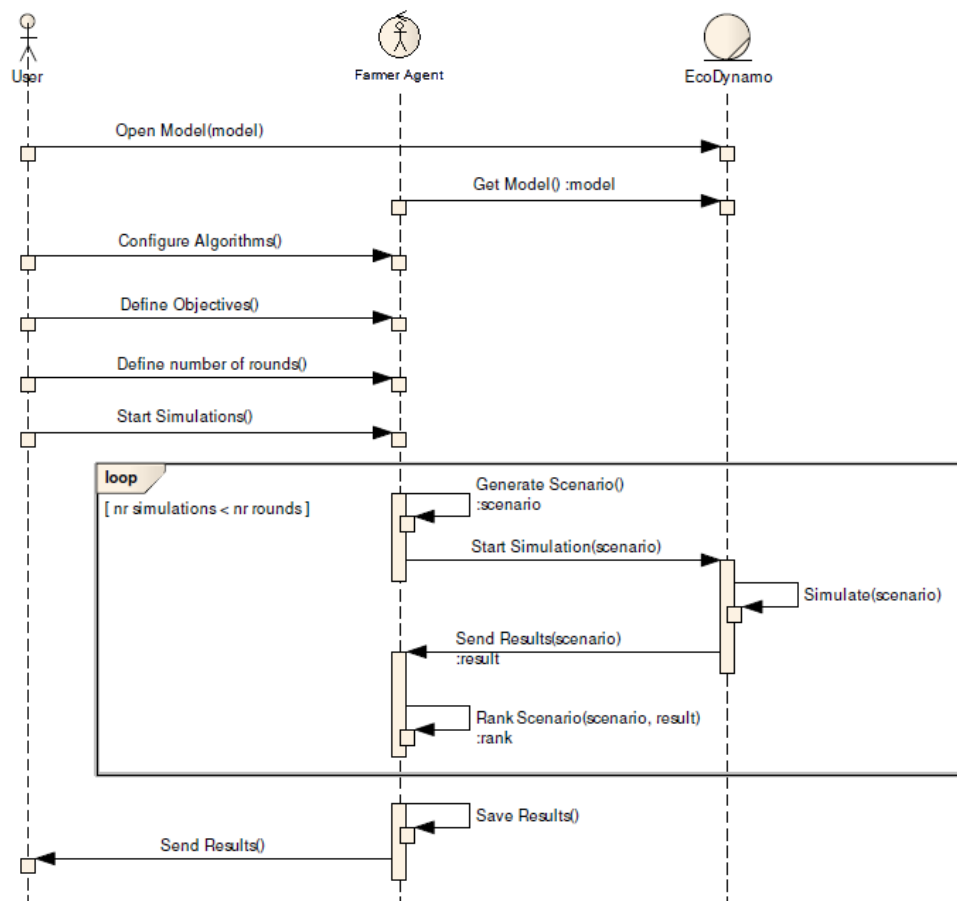 User
Farmer Agent
EcoDynamo
Open Model(model)
Get Model() :model
Configure Algorithms()
Define Objectives()
Define number of rounds()
Start Simulations()
loop
[ nr simulations < nr rounds ]
Generate Scenario()
:scenario
Start Simulation(scenario)
Simulate(scenario)
Send Results(scenario)
:result
Rank Scenario(scenario, result)
:rank
Save Results()
Send Results()